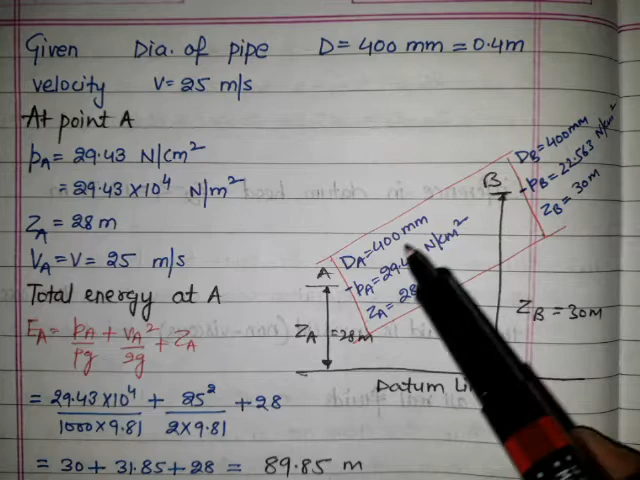 Given Dia. of pipe D = 400 mm = 0.4m
velocity V = 25 m/s
At point A
PA = 29.43 N/cm²
= 29.43 × 10⁴ N/m²
ZA = 28 m
VA = V = 25 m/s
Total energy at A
EA = pA/ρg + VA²/2g + ZA
= 29.43×10⁴/1000×9.81 + 25²/2×9.81 + 28
= 30 + 31.85 + 28 = 89.85 m
DB = 400mm
- PB = 22.563 N/cm²
ZB = 30m
B
DA = 400mm
- PA = 29.4 N/cm²
ZA = 28
A
ZA = 28m
ZB = 30M
Datum Li